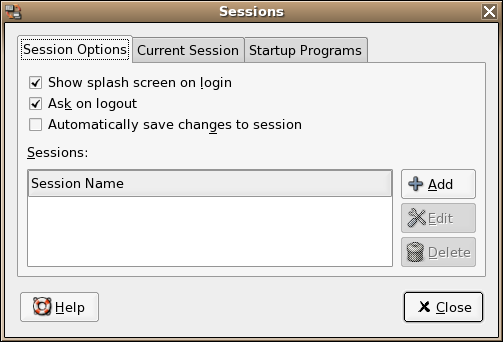 Sessions
Session Options
Current Session
Startup Programs
Show splash screen on login
Ask on logout
Automatically save changes to session
Sessions:
Session Name
Add
Edit
Delete
Help
Close